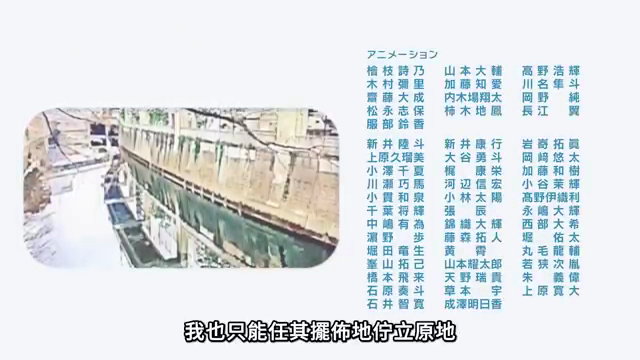 アニメーション
檜枝詩乃 山本大輔 高野浩輝
木村彌里 加藤知愛 川名隼斗
齋藤大成 内木場翔太 岡野 純
松永志保 柿木地鳳 長江 翼
服部鈴香
新井陸斗 新井康行 岩嵜拓眞
上原久瑠美 大谷勇斗 岡﨑悠太
小澤千夏 梶 康栄 加藤和樹
川瀬巧馬 河辺信宏 小谷茉輝
小貫和泉 小林太陽 髙野伊織利
千葉将輝 張 辰 永嶋大輝
中嶋有為 錦織大輝 西部大希
濵野 歩 藤森拓人 堀 佑太
堀田竜生 黄 霄 丸毛龍輔
峯山拓己 山本耀太郎 若狭次胤
橋本飛来 天野瑞貴 朱 義偉
石原奏斗 草本 宇 上原寛大
石井智寛 成澤明日香
我也只能任其擺佈地佇立原地